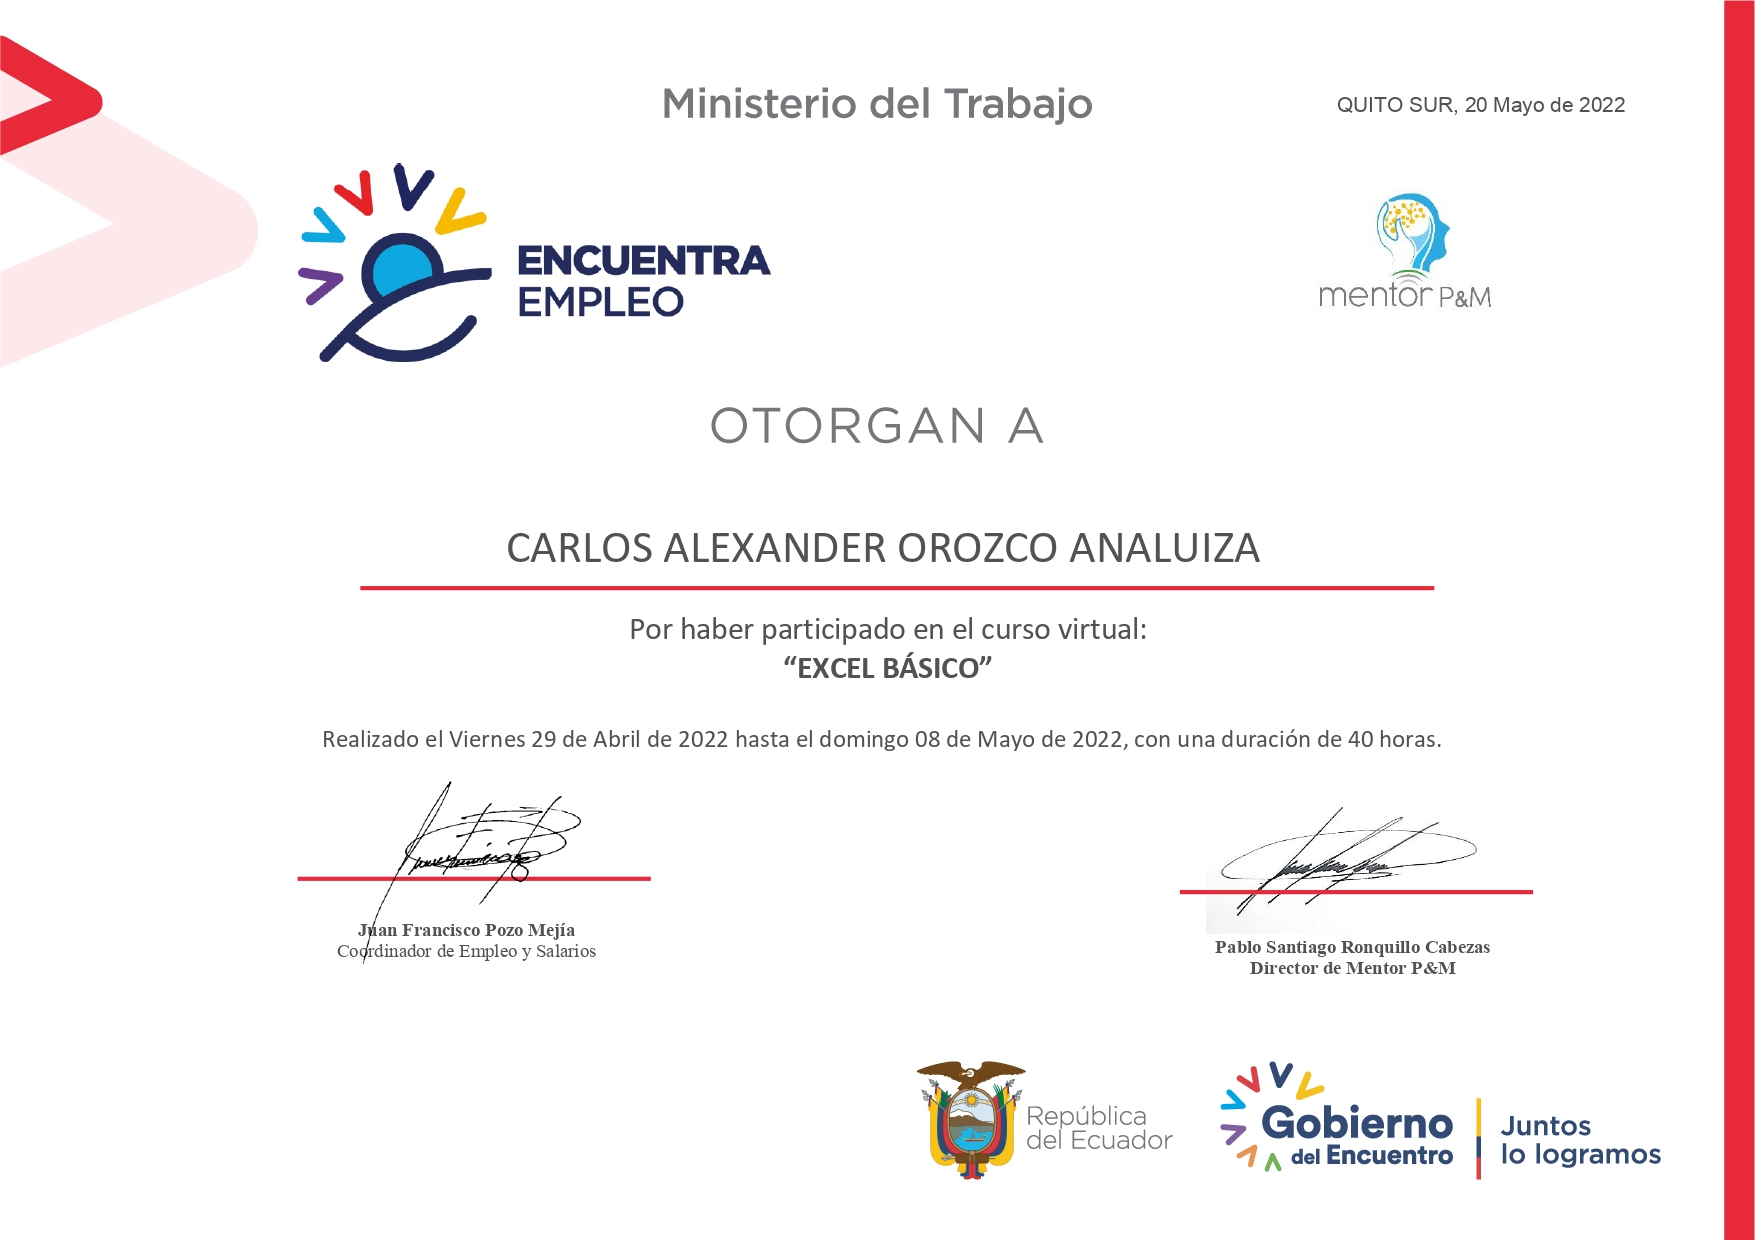 Ministerio del Trabajo
QUITO SUR, 20 Mayo de 2022
ENCUENTRA
EMPLEO
mentor P&M
OTORGAN A
CARLOS ALEXANDER OROZCO ANALUIZA
Por haber participado en el curso virtual:
“EXCEL BÁSICO”
Realizado el Viernes 29 de Abril de 2022 hasta el domingo 08 de Mayo de 2022, con una duración de 40 horas.
Juan Francisco Pozo Mejía
Coordinador de Empleo y Salarios
Pablo Santiago Ronquillo Cabezas
Director de Mentor P&M
República
del Ecuador
Gobierno
del Encuentro
Juntos
lo logramos